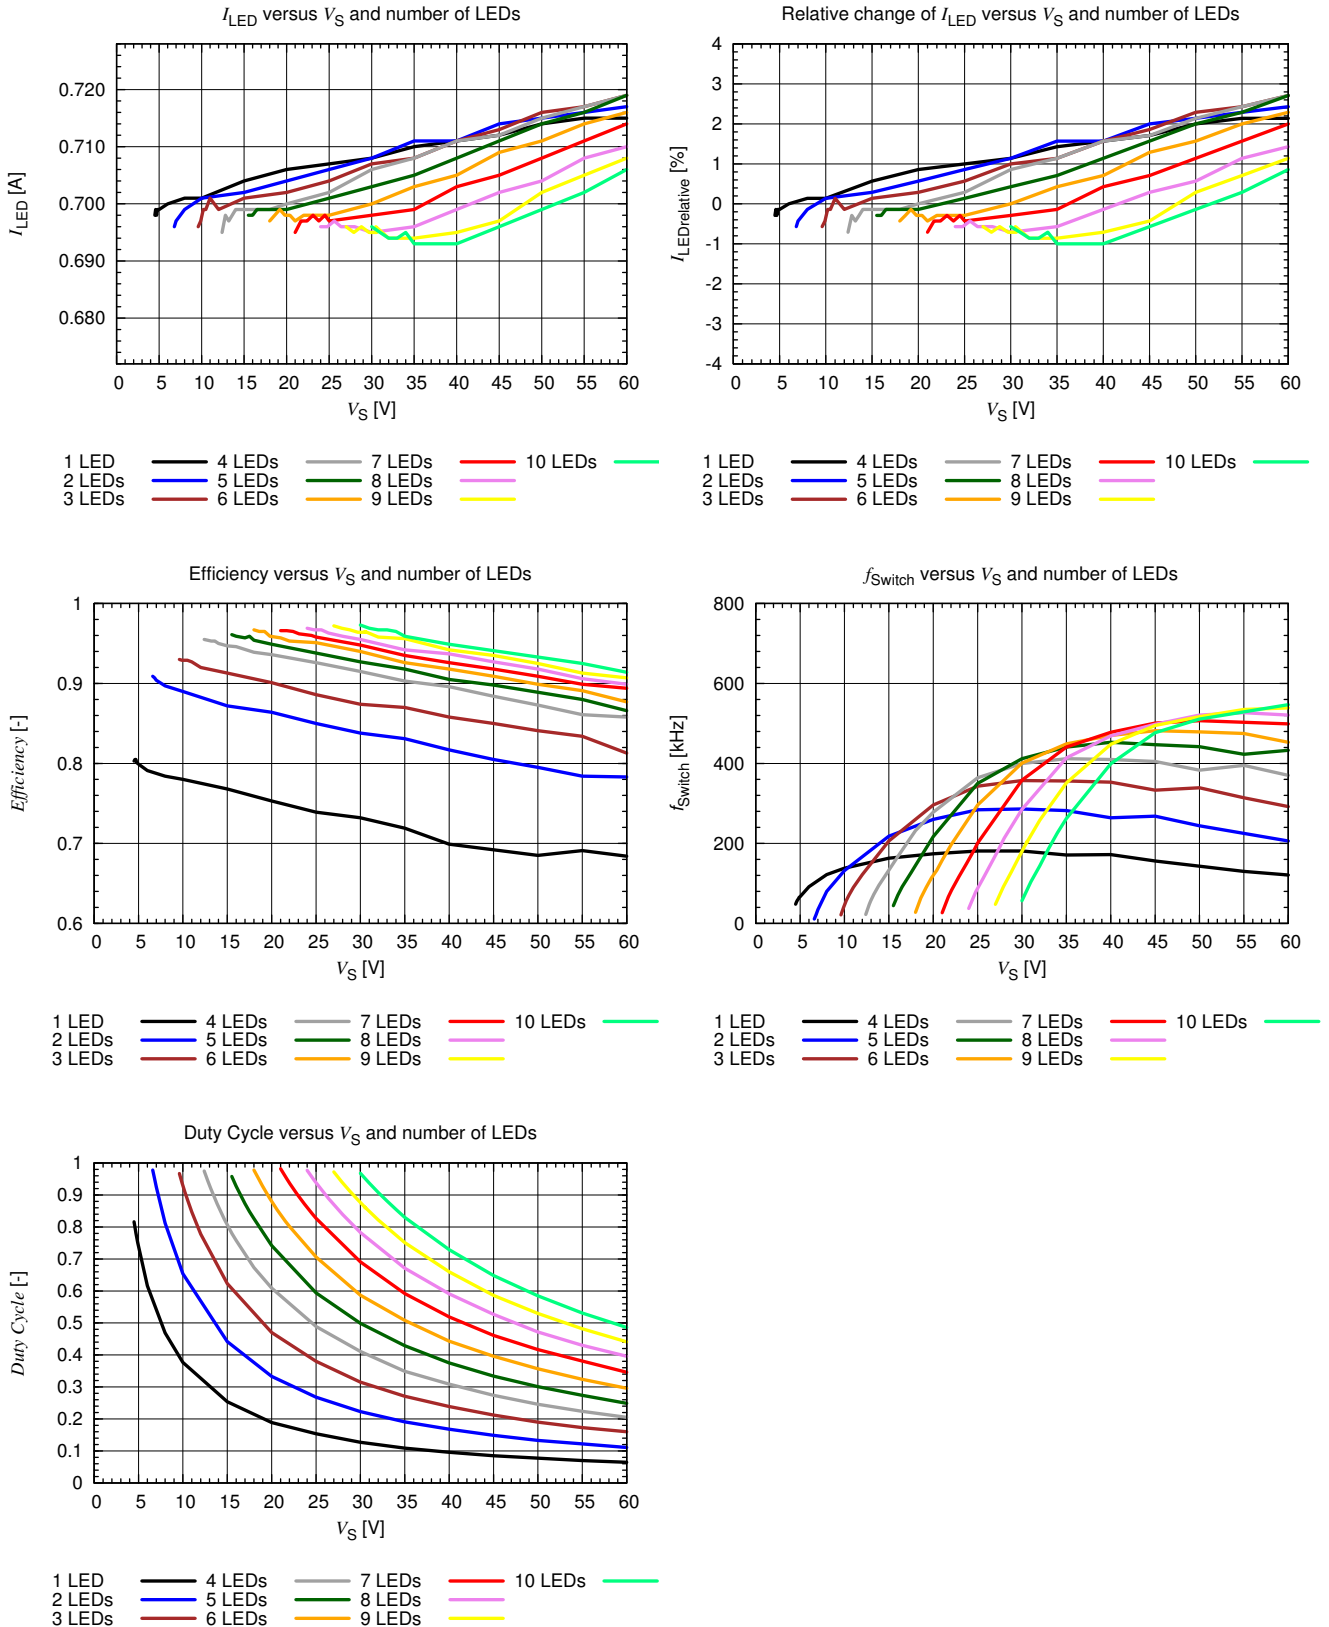 I_LED versus V_S and number of LEDs
0.720
0.710
0.700
0.690
0.680
I_LED [A]
0 5 10 15 20 25 30 35 40 45 50 55 60
V_S [V]
1 LED 4 LEDs 7 LEDs 10 LEDs
2 LEDs 5 LEDs 8 LEDs
3 LEDs 6 LEDs 9 LEDs
Relative change of I_LED versus V_S and number of LEDs
4
3
2
1
0
-1
-2
-3
-4
I_LEDrelative [%]
0 5 10 15 20 25 30 35 40 45 50 55 60
V_S [V]
1 LED 4 LEDs 7 LEDs 10 LEDs
2 LEDs 5 LEDs 8 LEDs
3 LEDs 6 LEDs 9 LEDs
Efficiency versus V_S and number of LEDs
1
0.9
0.8
0.7
0.6
Efficiency [-]
0 5 10 15 20 25 30 35 40 45 50 55 60
V_S [V]
1 LED 4 LEDs 7 LEDs 10 LEDs
2 LEDs 5 LEDs 8 LEDs
3 LEDs 6 LEDs 9 LEDs
f_Switch versus V_S and number of LEDs
800
600
400
200
0
f_Switch [kHz]
0 5 10 15 20 25 30 35 40 45 50 55 60
V_S [V]
1 LED 4 LEDs 7 LEDs 10 LEDs
2 LEDs 5 LEDs 8 LEDs
3 LEDs 6 LEDs 9 LEDs
Duty Cycle versus V_S and number of LEDs
1
0.9
0.8
0.7
0.6
0.5
0.4
0.3
0.2
0.1
0
Duty Cycle [-]
0 5 10 15 20 25 30 35 40 45 50 55 60
V_S [V]
1 LED 4 LEDs 7 LEDs 10 LEDs
2 LEDs 5 LEDs 8 LEDs
3 LEDs 6 LEDs 9 LEDs